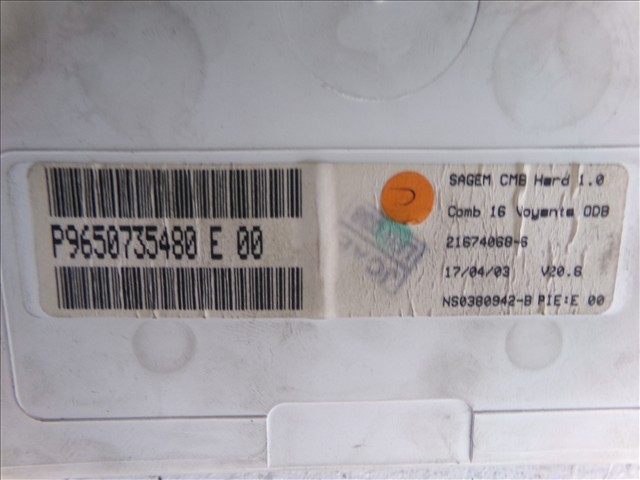 P9650735480 E 00
SAGEM CMB Hard 1.0
Comb 16 Voyants ODB
21674068-6
17/04/03 V20.6
NS0380942-B PIE:E 00